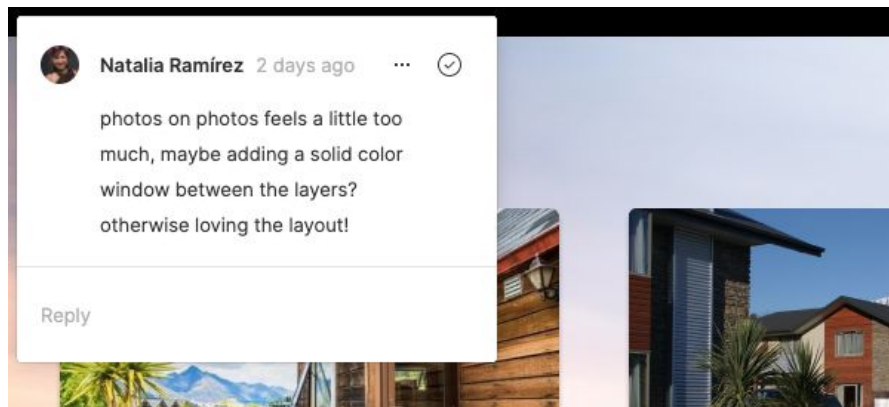 Natalia Ramírez 2 days ago
photos on photos feels a little too
much, maybe adding a solid color
window between the layers?
otherwise loving the layout!
Reply